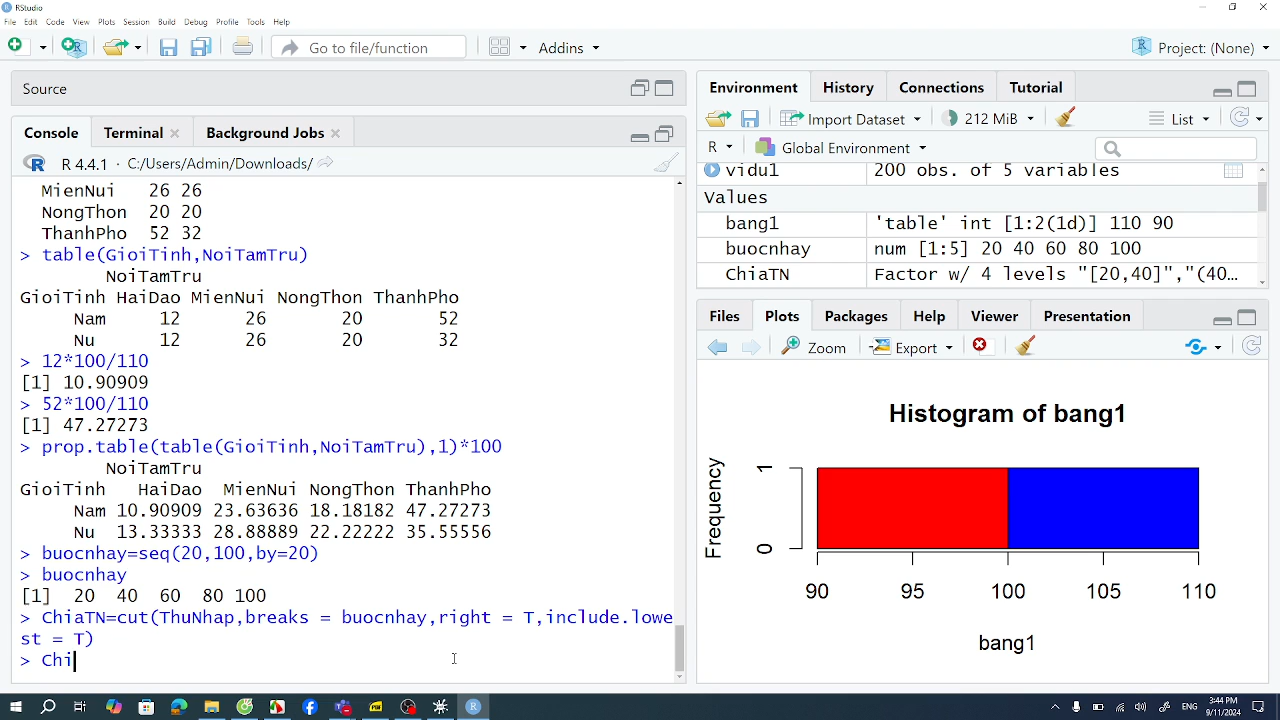 RStudio
File Edit Code View Plots Session Build Debug Profile Tools Help
Go to file/function
Addins
Project: (None)
Source
Console Terminal Background Jobs
R 4.4.1 · C:/Users/Admin/Downloads/
MienNui 26 26
NongThon 20 20
ThanhPho 52 32
> table(GioiTinh,NoiTamTru)
NoiTamTru
GioiTinh HaiDao MienNui NongThon ThanhPho
Nam 12 26 20 52
Nu 12 26 20 32
> 12*100/110
[1] 10.90909
> 52*100/110
[1] 47.27273
> prop.table(table(GioiTinh,NoiTamTru),1)*100
NoiTamTru
GioiTinh HaiDao MienNui NongThon ThanhPho
Nam 10.90909 23.63636 18.18182 47.27273
Nu 13.33333 28.88889 22.22222 35.55556
> buocnhay=seq(20,100,by=20)
> buocnhay
[1] 20 40 60 80 100
> ChiaTN=cut(ThuNhap,breaks = buocnhay,right = T,include.lowe
st = T)
> Chi
Environment History Connections Tutorial
Import Dataset 212 MiB List
R Global Environment
vidu1 200 obs. of 5 variables
Values
bang1 'table' int [1:2(1d)] 110 90
buocnhay num [1:5] 20 40 60 80 100
ChiaTN Factor w/ 4 levels "[20,40]","(40…
Files Plots Packages Help Viewer Presentation
Zoom Export
Histogram of bang1
Frequency
1
0
90 95 100 105 110
bang1
ENG
3:44 PM
9/11/2024